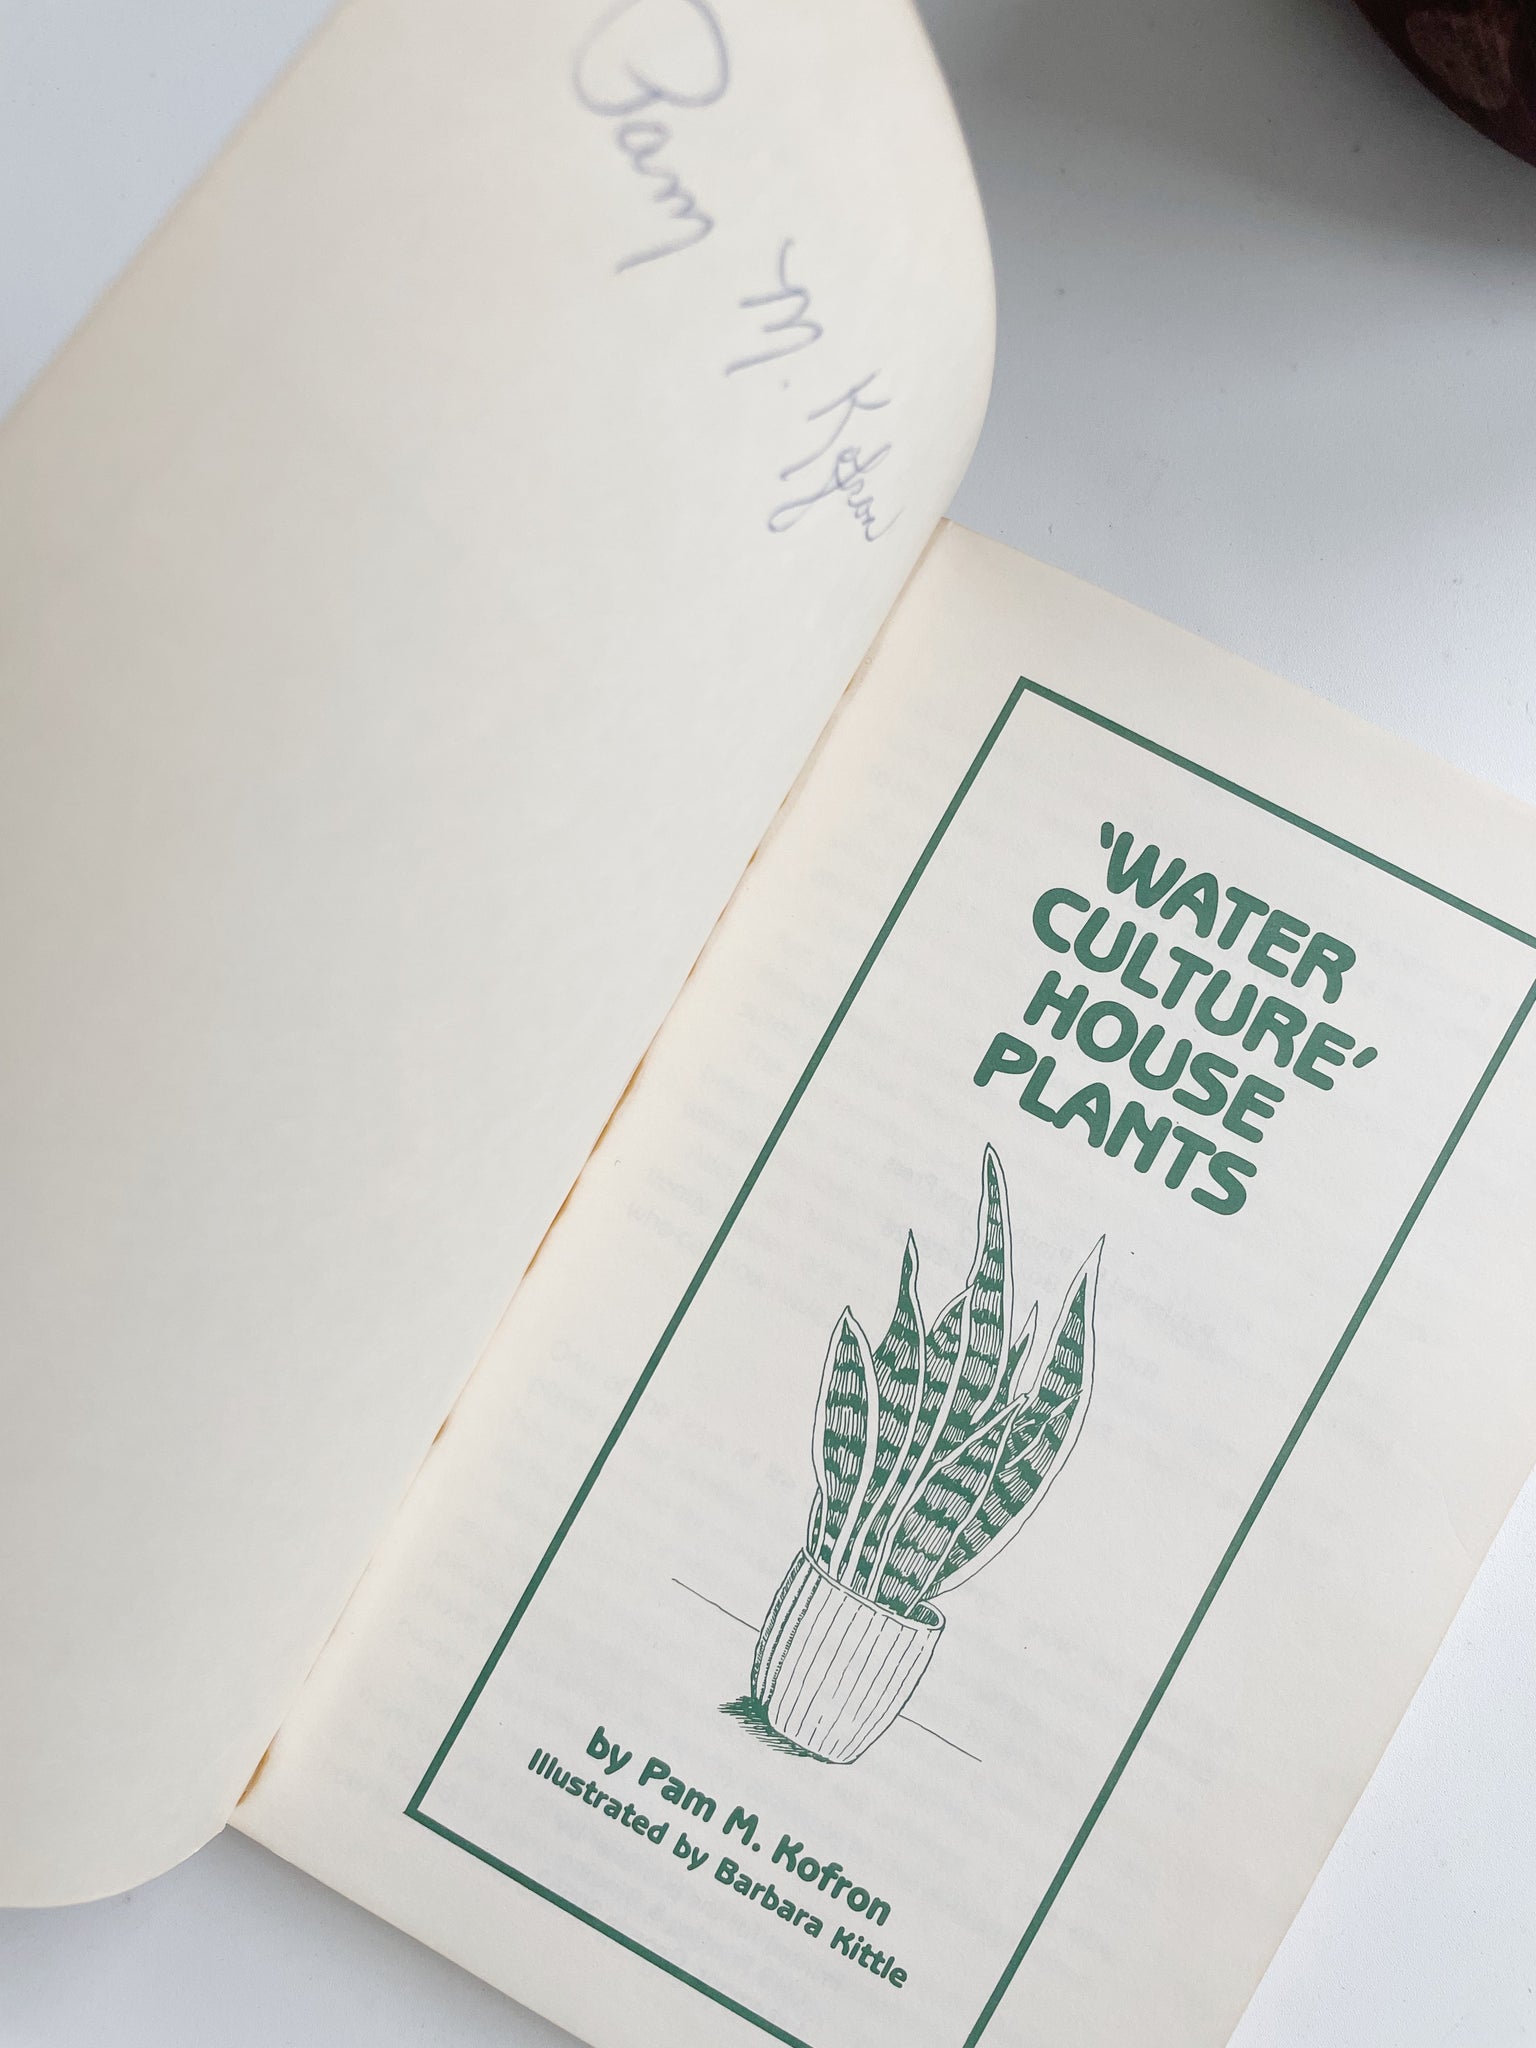 Pam M. Kofron
'WATER
CULTURE'
HOUSE
PLANTS
by Pam M. Kofron
Illustrated by Barbara Kittle